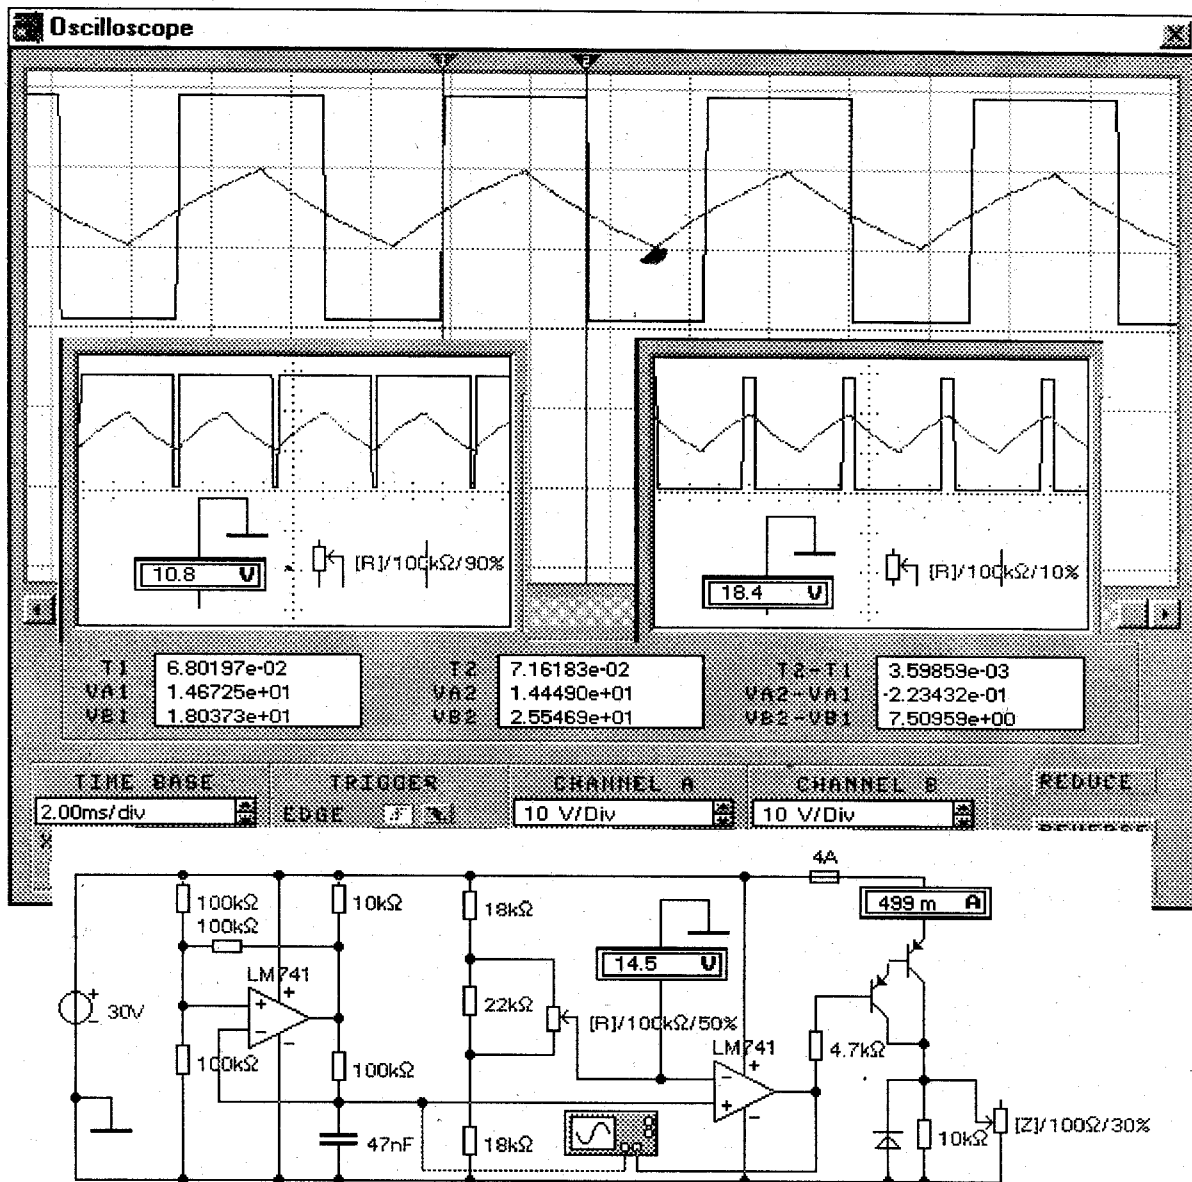 Oscilloscope
1 2
10.8 V
[R]/100kΩ/90%
18.4 V
[R]/100kΩ/10%
T1 6.80197e-02 T2 7.16183e-02 T2-T1 3.59859e-03
VA1 1.46725e+01 VA2 1.44490e+01 VA2-VA1 -2.23432e-01
VB1 1.80373e+01 VB2 2.55469e+01 VB2-VB1 7.50959e+00
TIME BASE TRIGGER CHANNEL A CHANNEL B REDUCE
2.00ms/div EDGE 10 V/Div 10 V/Div
REVERSE
4A
100kΩ 10kΩ 18kΩ 499 m A
100kΩ
LM741 14.5 V
+ 30V + + 22kΩ [R]/100kΩ/50%
- - -
LM741
100kΩ 100kΩ + 4.7kΩ
-
+
-
47nF 18kΩ 10kΩ [Z]/100Ω/30%